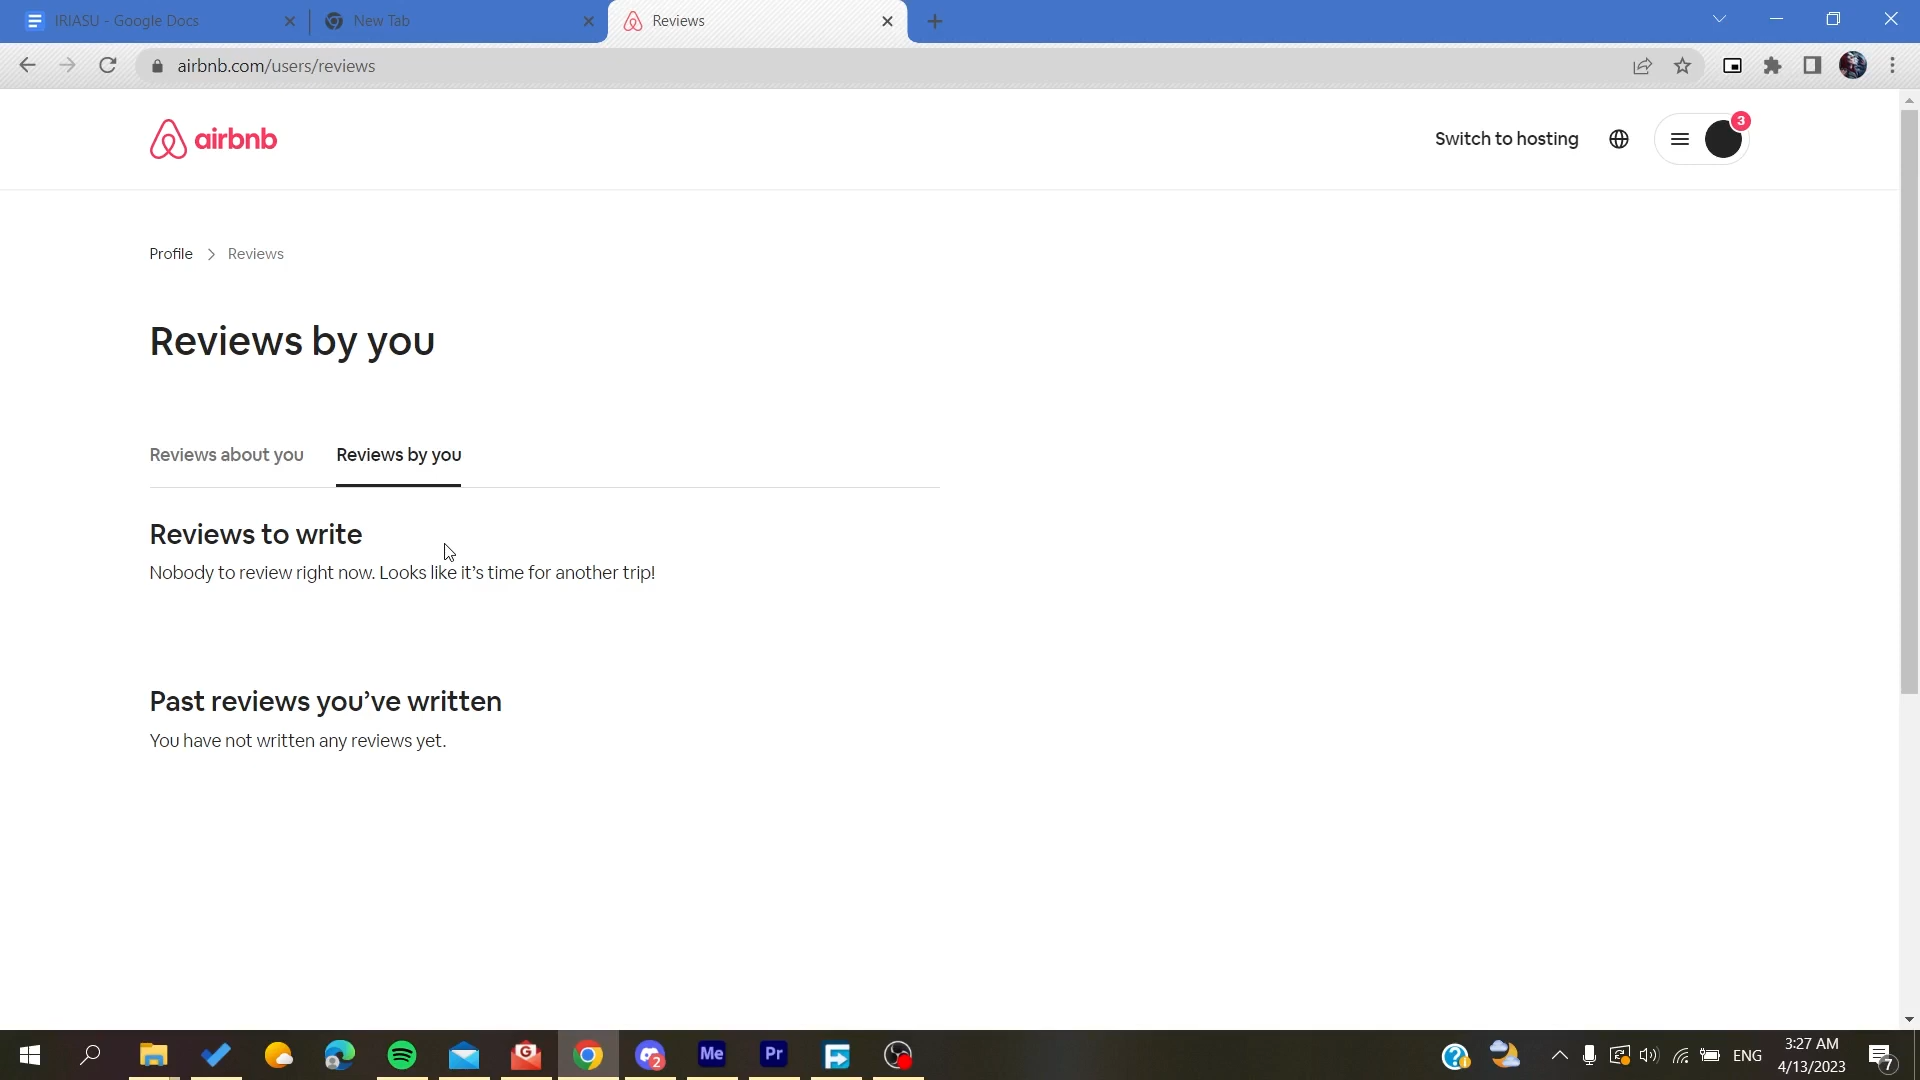 IRIASU - Google Docs
New Tab
Reviews
airbnb.com/users/reviews
airbnb
Switch to hosting
3
Profile > Reviews
Reviews by you
Reviews about you
Reviews by you
Reviews to write
Nobody to review right now. Looks like it’s time for another trip!
Past reviews you’ve written
You have not written any reviews yet.
G
2
Me
Pr
ENG
3:27 AM
4/13/2023
7